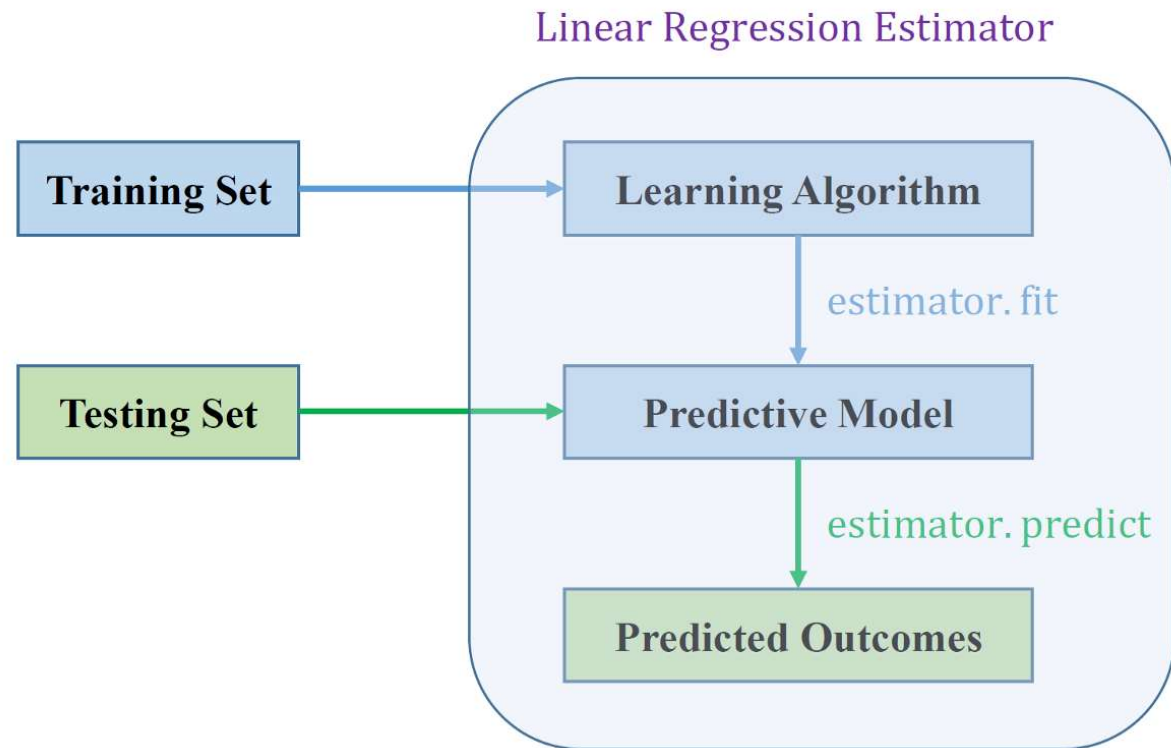 Linear Regression Estimator
Training Set
Learning Algorithm
estimator. fit
Testing Set
Predictive Model
estimator. predict
Predicted Outcomes